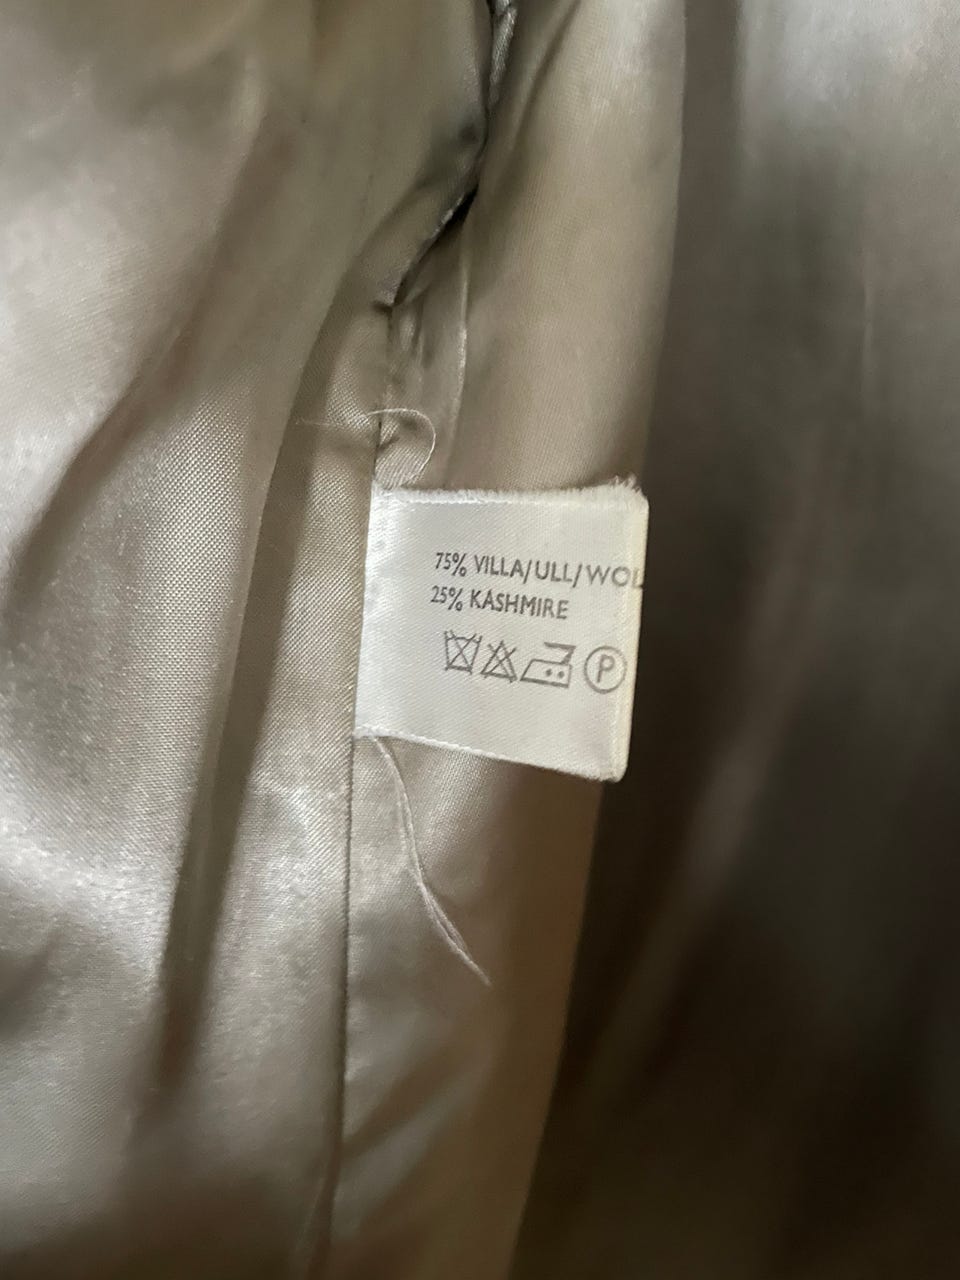 75% VILLA/ULL/WOL
25% KASHMIRE
P